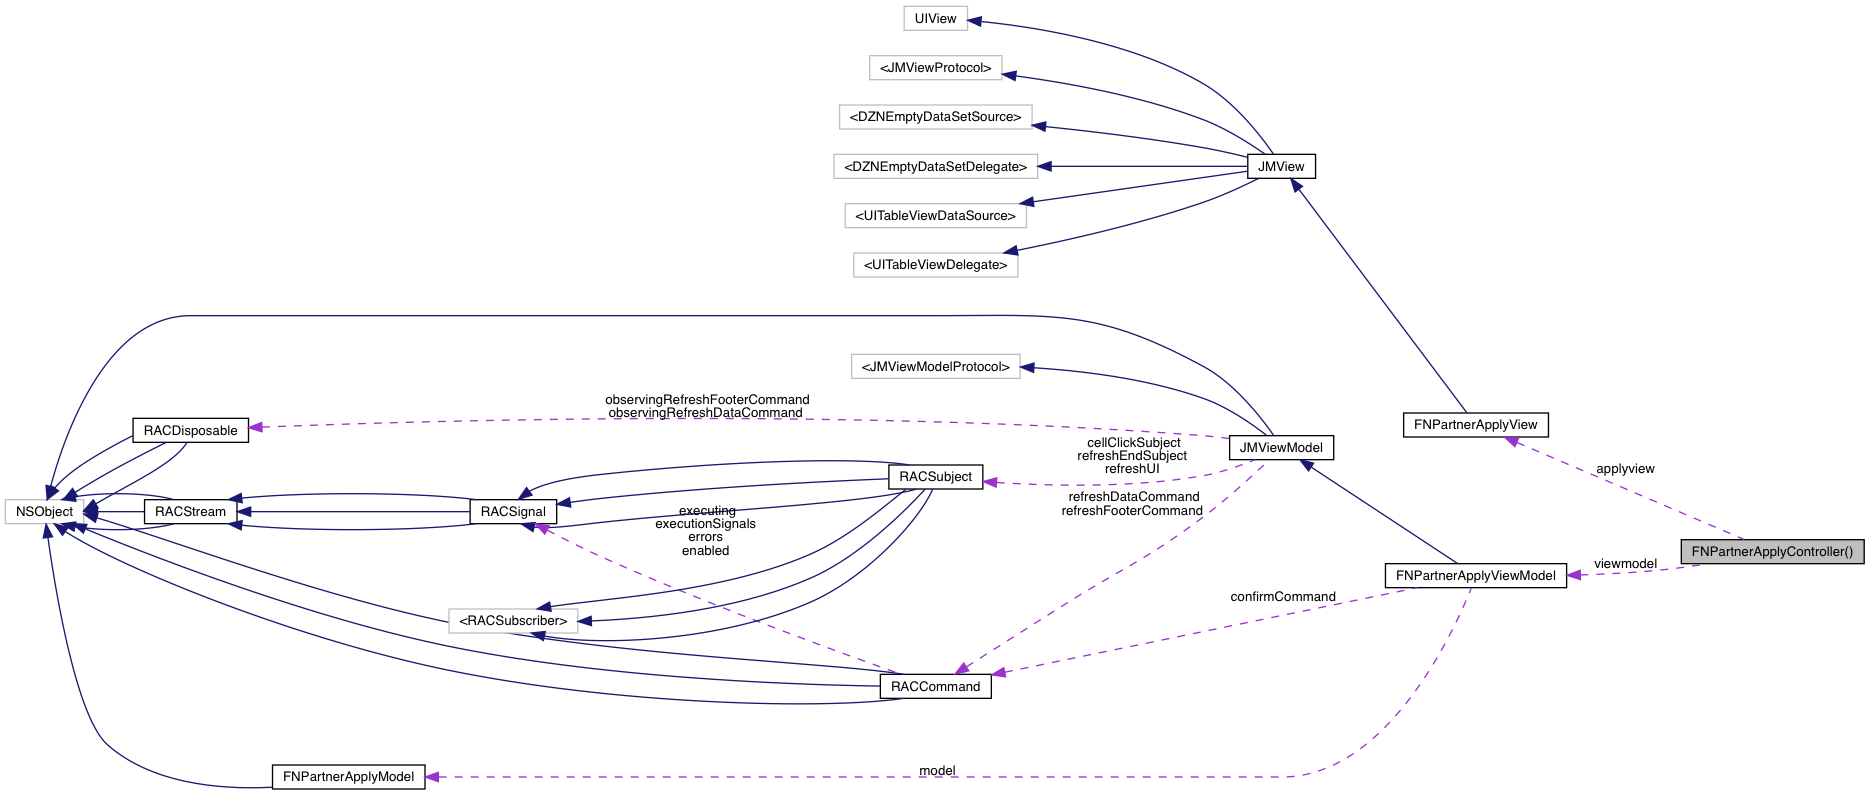 UIView
<JMViewProtocol>
<DZNEmptyDataSetSource>
<DZNEmptyDataSetDelegate>
JMView
<UITableViewDataSource>
<UITableViewDelegate>
<JMViewModelProtocol>
observingRefreshFooterCommand
observingRefreshDataCommand
RACDisposable
FNPartnerApplyView
cellClickSubject
refreshEndSubject
refreshUI
JMViewModel
applyview
RACSubject
refreshDataCommand
refreshFooterCommand
NSObject
RACStream
RACSignal
executing
executionSignals
errors
enabled
FNPartnerApplyController()
viewmodel
FNPartnerApplyViewModel
confirmCommand
<RACSubscriber>
RACCommand
model
FNPartnerApplyModel